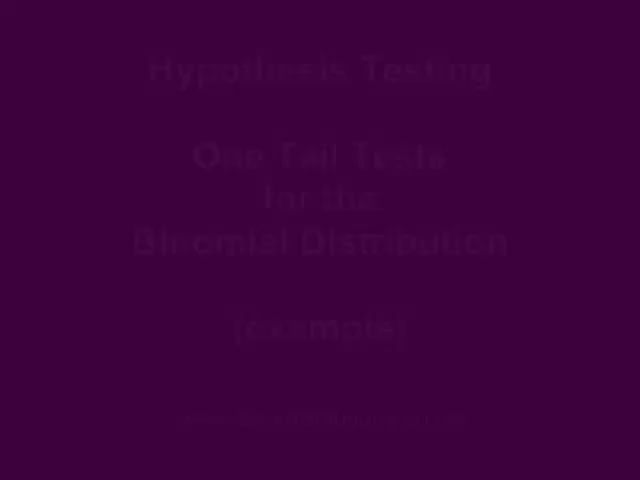 Hypothesis Testing
One Tail Tests
for the
Binomial Distribution
(example)